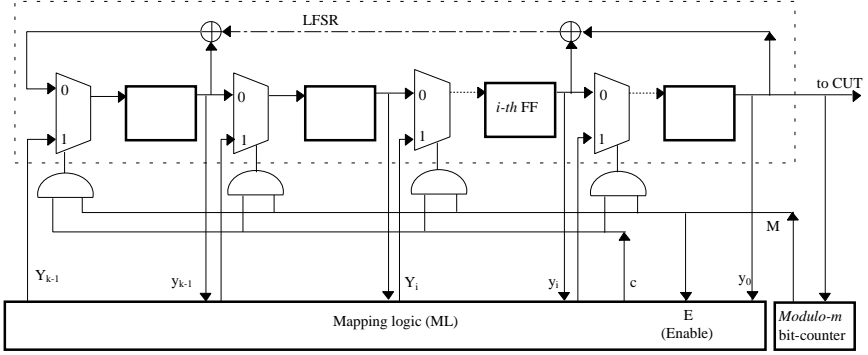 LFSR
to CUT
0
0
0
0
i-th FF
1
1
1
1
M
Y_{k-1}
y_{k-1}
Y_i
y_i
c
y_0
E
(Enable)
Mapping logic (ML)
Modulo-m
bit-counter